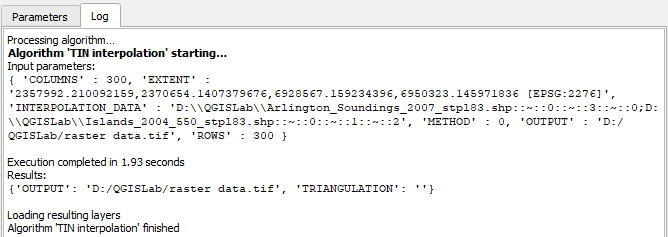 Parameters Log
Processing algorithm…
Algorithm 'TIN interpolation' starting…
Input parameters:
{ 'COLUMNS' : 300, 'EXTENT' :
'2357992.210092159,2370654.1407379676,6928567.159234396,6950323.145971836 [EPSG:2276]',
'INTERPOLATION_DATA' : 'D:\\QGISLab\\Arlington_Soundings_2007_stpl83.shp::~::0::~::3::~::0;D:
\\QGISLab\\Islands_2004_550_stpl83.shp::~::0::~::1::~::2', 'METHOD' : 0, 'OUTPUT' : 'D:/
QGISLab/raster data.tif', 'ROWS' : 300 }
Execution completed in 1.93 seconds
Results:
{'OUTPUT': 'D:/QGISLab/raster data.tif', 'TRIANGULATION': ''}
Loading resulting layers
Algorithm 'TIN interpolation' finished